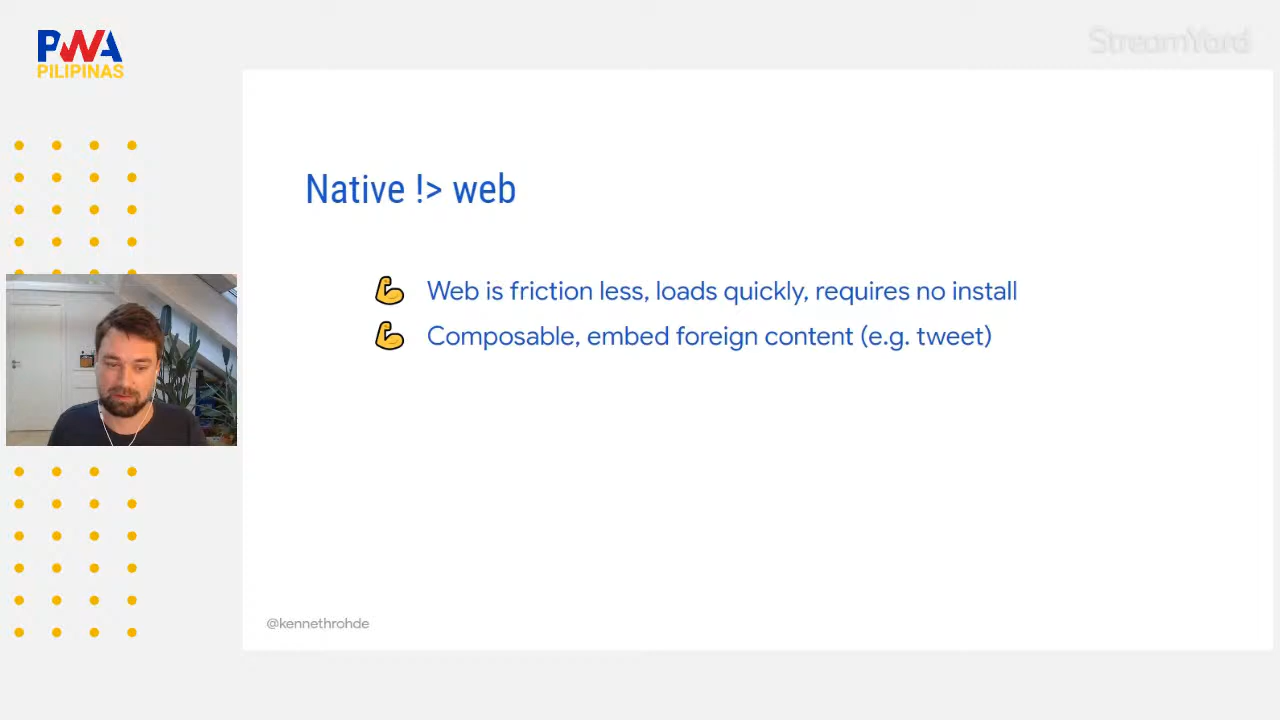 PWA
PILIPINAS
StreamYard
Native !> web
💪 Web is friction less, loads quickly, requires no install
💪 Composable, embed foreign content (e.g. tweet)
@kennethrohde